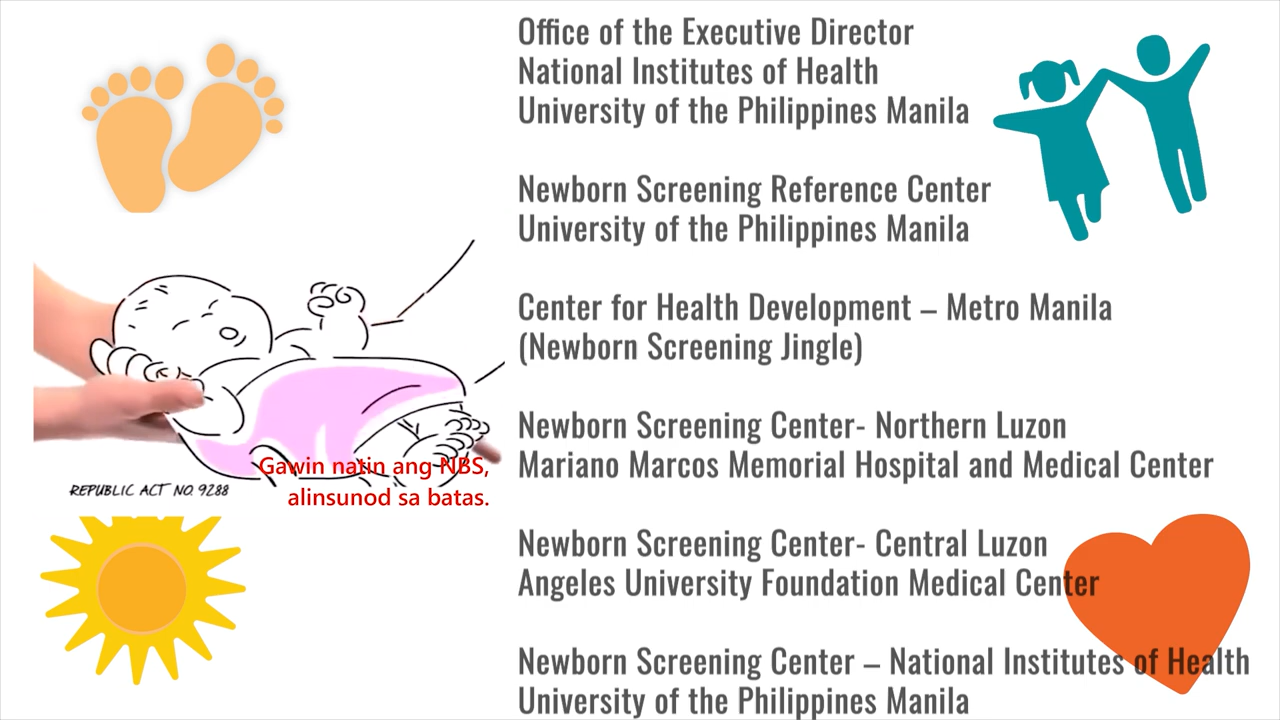 Office of the Executive Director
National Institutes of Health
University of the Philippines Manila
Newborn Screening Reference Center
University of the Philippines Manila
Center for Health Development – Metro Manila
(Newborn Screening Jingle)
Newborn Screening Center- Northern Luzon
Mariano Marcos Memorial Hospital and Medical Center
Newborn Screening Center- Central Luzon
Angeles University Foundation Medical Center
Newborn Screening Center – National Institutes of Health
University of the Philippines Manila
Gawin natin ang NBS,
alinsunod sa batas.
REPUBLIC ACT NO. 9288